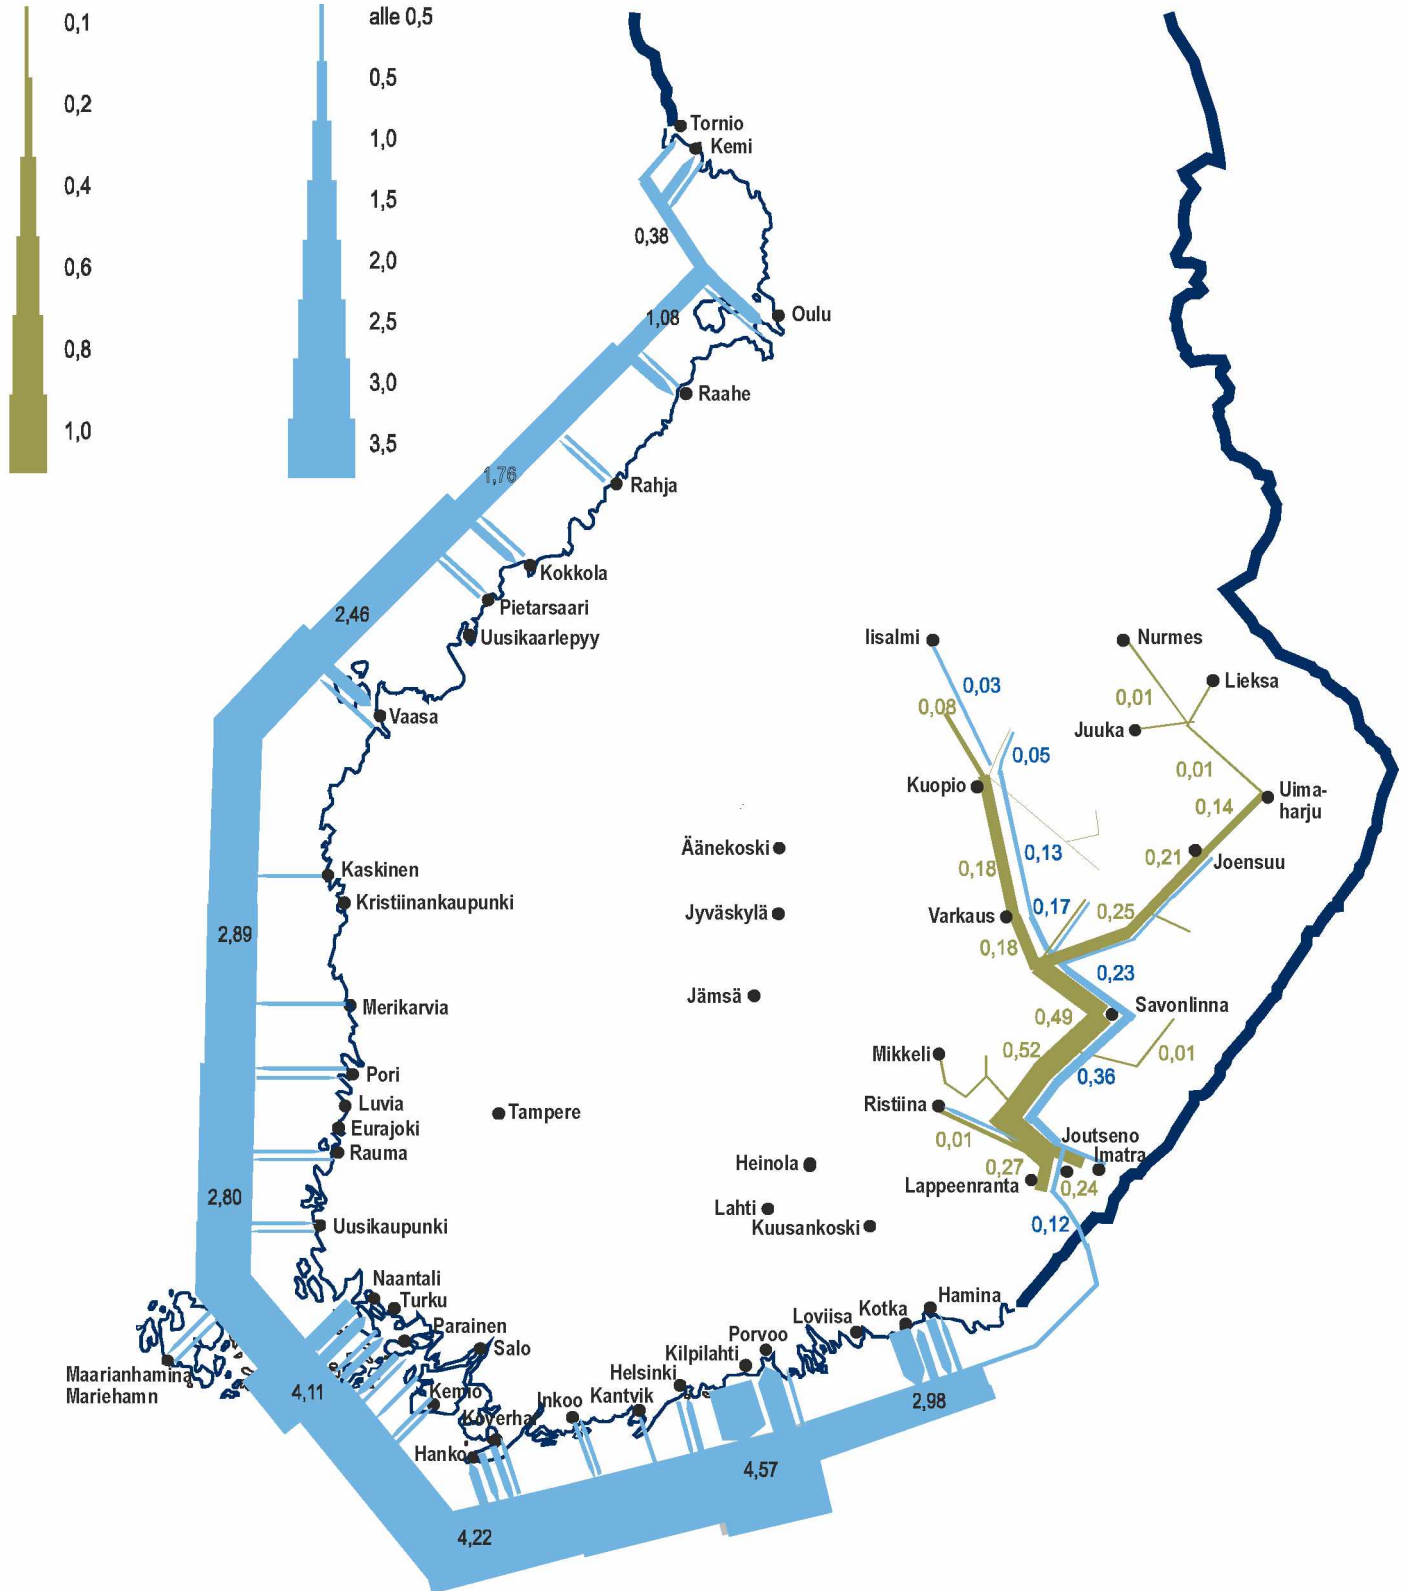 0,1
0,2
0,4
0,6
0,8
1,0
alle 0,5
0,5
1,0
1,5
2,0
2,5
3,0
3,5
Tornio
Kemi
0,38
Oulu
1,08
Raahe
1,76
Rahja
Kokkola
Pietarsaari
2,46
Uusikaarlepyy
Vaasa
Iisalmi
Nurmes
0,03
Lieksa
0,01
0,08
Juuka
0,05
0,01
Kuopio
Uima-
harju
0,14
Äänekoski
0,13
0,21
Joensuu
0,18
Kaskinen
Kristiinankaupunki
Jyväskylä
Varkaus
0,17
0,25
2,89
0,18
0,23
Jämsä
Merikarvia
Savonlinna
0,49
0,52
0,01
Mikkeli
0,36
Pori
Luvia
Ristiina
Tampere
Eurajoki
0,01
Joutseno
Rauma
Imatra
Heinola
0,27
Lappeenranta
0,24
2,80
Lahti
Kuusankoski
0,12
Uusikaupunki
Naantali
Turku
Hamina
Kotka
Loviisa
Parainen
Salo
Porvoo
Kilpilahti
Maarianhamina
Mariehamn
4,11
Kemiö
Helsinki
Kantvik
Inkoo
2,98
Koverhar
Hanko
4,57
4,22